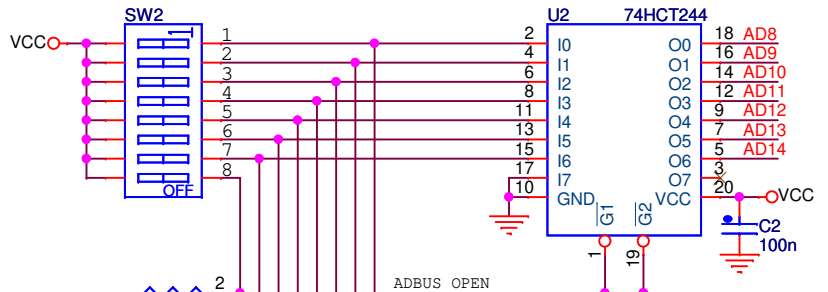 SW2
U2 74HCT244
VCC
1 1 2 I0 O0 18 AD8
2 4 I1 O1 16 AD9
3 6 I2 O2 14 AD10
4 8 I3 O3 12 AD11
5 11 I4 O4 9 AD12
6 13 I5 O5 7 AD13
7 15 I6 O6 5 AD14
8 17 I7 O7 3
OFF 10 GND VCC 20 VCC
G1 G2
C2
100n
1 19
2 ADBUS OPEN